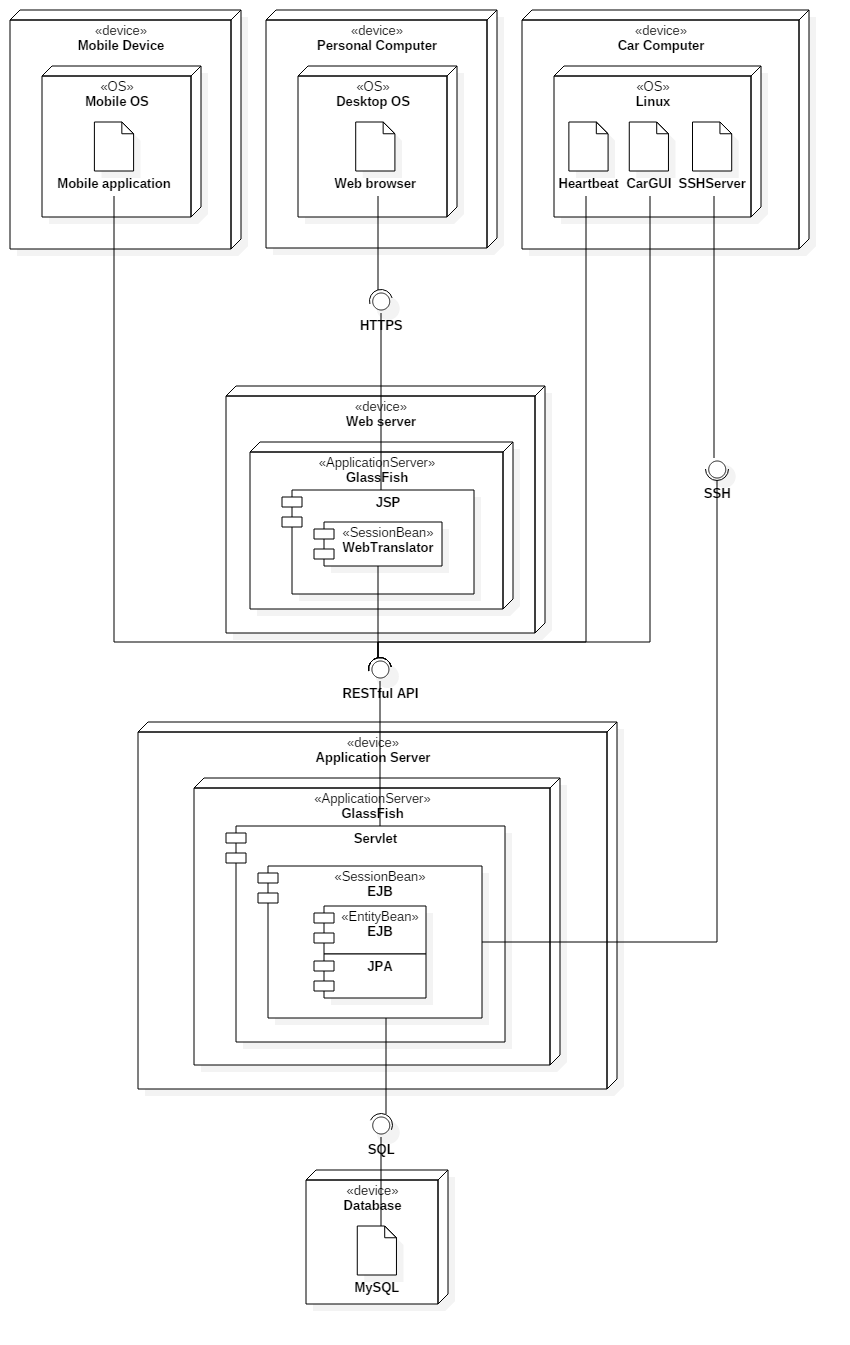 «device»
Mobile Device
«OS»
Mobile OS
Mobile application
«device»
Personal Computer
«OS»
Desktop OS
Web browser
«device»
Car Computer
«OS»
Linux
Heartbeat
CarGUI
SSHServer
HTTPS
«device»
Web server
«ApplicationServer»
GlassFish
JSP
«SessionBean»
WebTranslator
SSH
RESTful API
«device»
Application Server
«ApplicationServer»
GlassFish
Servlet
«SessionBean»
EJB
«EntityBean»
EJB
JPA
SQL
«device»
Database
MySQL